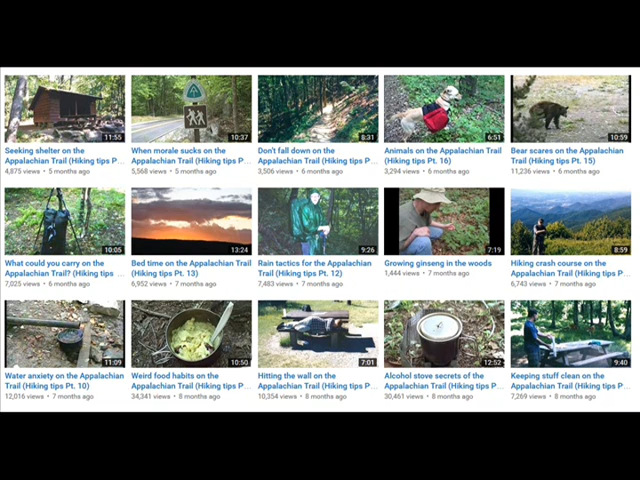 11:55
Seeking shelter on the
Appalachian Trail (Hiking tips P...
4,875 views • 5 months ago
10:37
When morale sucks on the
Appalachian Trail (Hiking tips P...
5,568 views • 5 months ago
8:31
Don't fall down on the
Appalachian Trail (Hiking tips P...
3,506 views • 6 months ago
6:51
Animals on the Appalachian Trail
(Hiking tips Pt. 16)
3,294 views • 6 months ago
10:59
Bear scares on the Appalachian
Trail (Hiking tips Pt. 15)
11,236 views • 6 months ago
10:05
What could you carry on the
Appalachian Trail? (Hiking tips ...
7,025 views • 6 months ago
13:24
Bed time on the Appalachian Trail
(Hiking tips Pt. 13)
6,952 views • 7 months ago
9:26
Rain tactics for the Appalachian
Trail (Hiking tips Pt. 12)
7,483 views • 7 months ago
7:19
Growing ginseng in the woods
1,444 views • 7 months ago
8:59
Hiking crash course on the
Appalachian Trail (Hiking tips P...
6,743 views • 7 months ago
11:09
Water anxiety on the Appalachian
Trail (Hiking tips Pt. 10)
12,016 views • 7 months ago
10:50
Weird food habits on the
Appalachian Trail (Hiking tips P...
34,341 views • 8 months ago
7:01
Hitting the wall on the
Appalachian Trail (Hiking tips P...
10,354 views • 8 months ago
12:52
Alcohol stove secrets of the
Appalachian Trail (Hiking tips P...
30,461 views • 8 months ago
9:40
Keeping stuff clean on the
Appalachian Trail (Hiking tips P...
7,269 views • 8 months ago